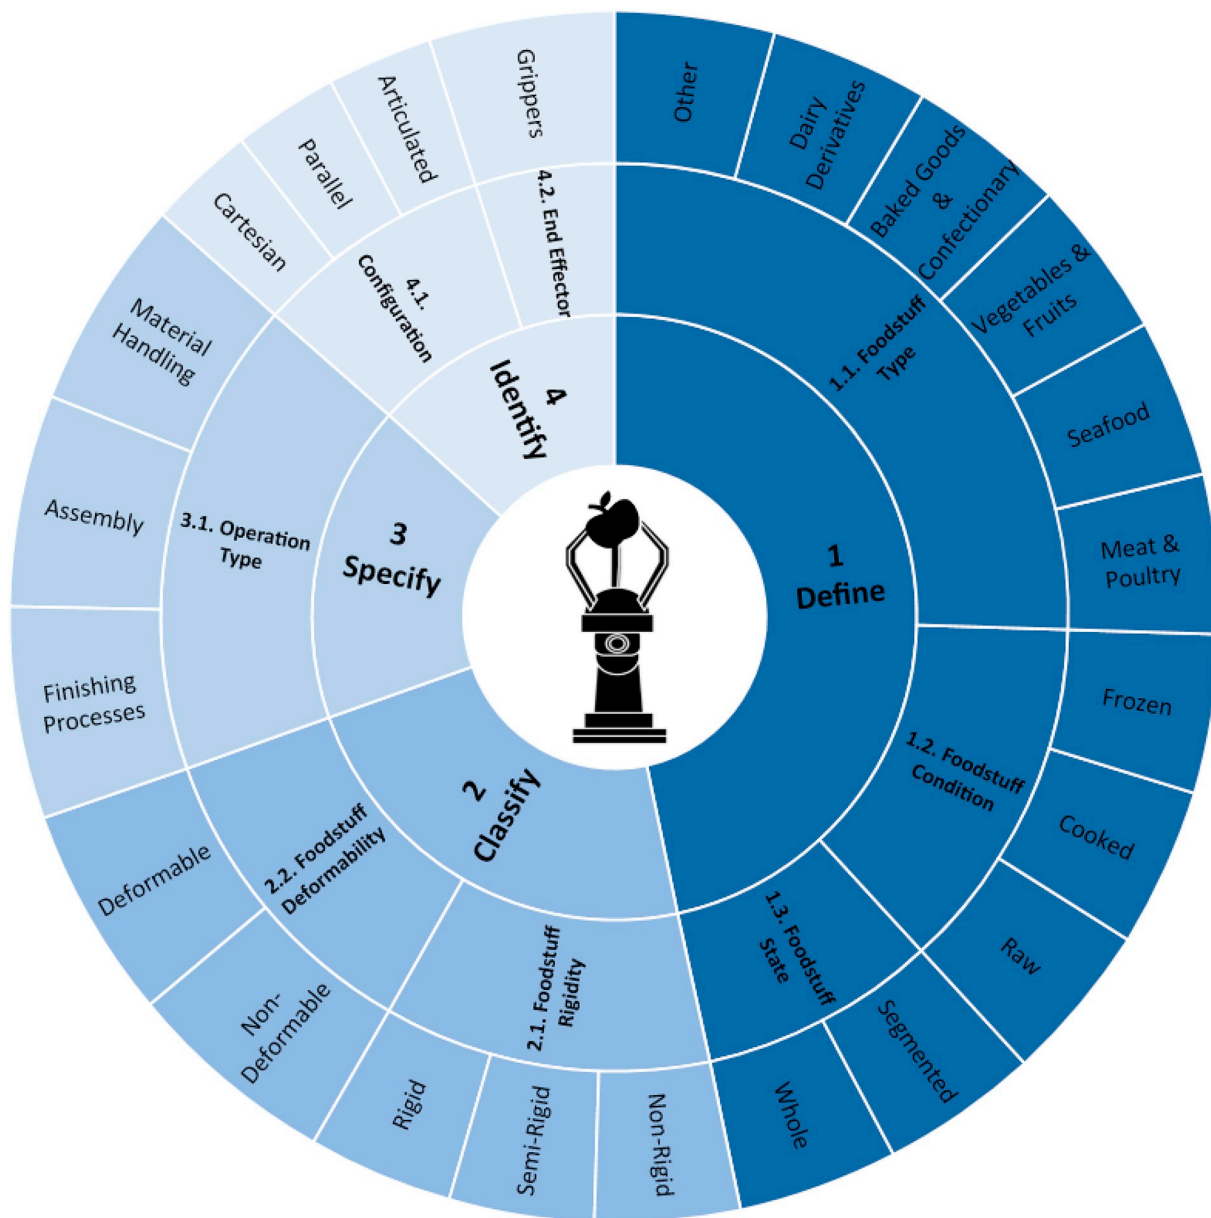 1
Define
1.1. Foodstuff
Type
Other
Dairy
Derivatives
Baked Goods
&
Confectionary
Vegetables &
Fruits
Seafood
Meat &
Poultry
1.2. Foodstuff
Condition
Frozen
Cooked
Raw
1.3. Foodstuff
State
Segmented
Whole
2
Classify
2.1. Foodstuff
Rigidity
Non-Rigid
Semi-Rigid
Rigid
2.2. Foodstuff
Deformability
Non-
Deformable
Deformable
3
Specify
3.1. Operation
Type
Finishing
Processes
Assembly
Material
Handling
4
Identify
4.1.
Configuration
Cartesian
Parallel
Articulated
4.2. End Effector
Grippers